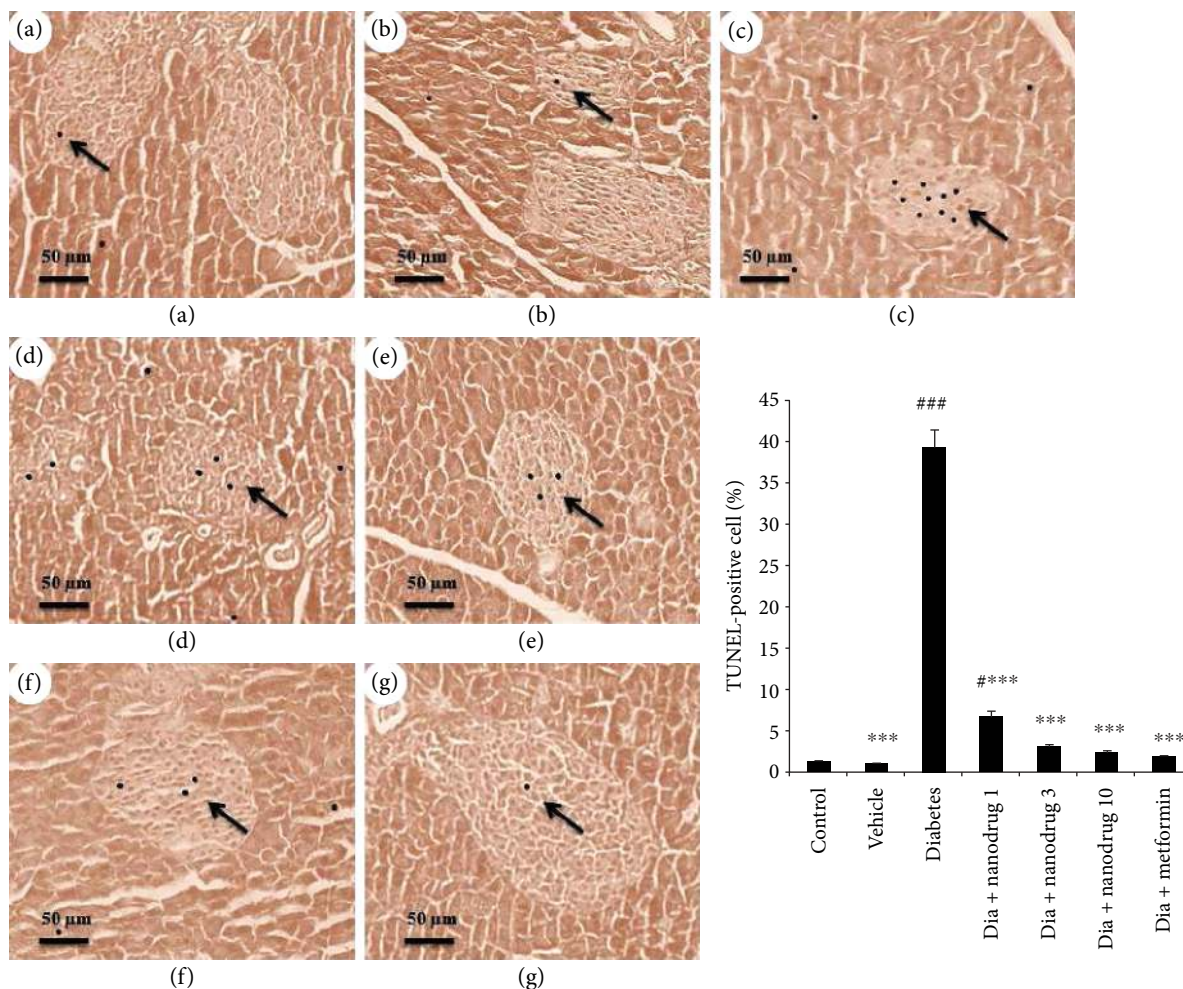 (a)
50 µm
(a)
(b)
50 µm
(b)
(c)
50 µm
(c)
(d)
50 µm
(d)
(e)
50 µm
(e)
(f)
50 µm
(f)
(g)
50 µm
(g)
TUNEL-positive cell (%)
45
40
35
30
25
20
15
10
5
0
***
###
#***
***
***
***
Control
Vehicle
Diabetes
Dia + nanodrug 1
Dia + nanodrug 3
Dia + nanodrug 10
Dia + metformin